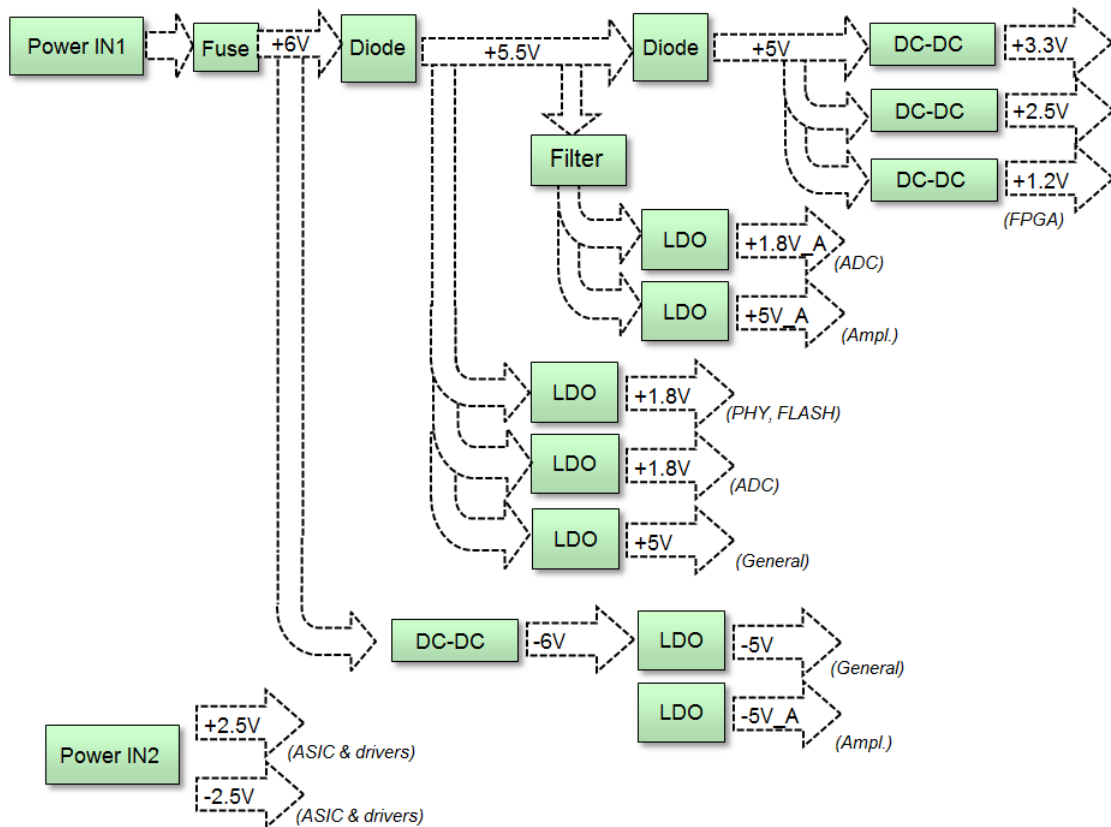 Power IN1
Fuse
+6V
Diode
+5.5V
Diode
+5V
DC-DC
+3.3V
DC-DC
+2.5V
DC-DC
+1.2V
(FPGA)
Filter
LDO
+1.8V_A
(ADC)
LDO
+5V_A
(Ampl.)
LDO
+1.8V
(PHY, FLASH)
LDO
+1.8V
(ADC)
LDO
+5V
(General)
DC-DC
-6V
LDO
-5V
(General)
LDO
-5V_A
(Ampl.)
Power IN2
+2.5V
(ASIC & drivers)
-2.5V
(ASIC & drivers)